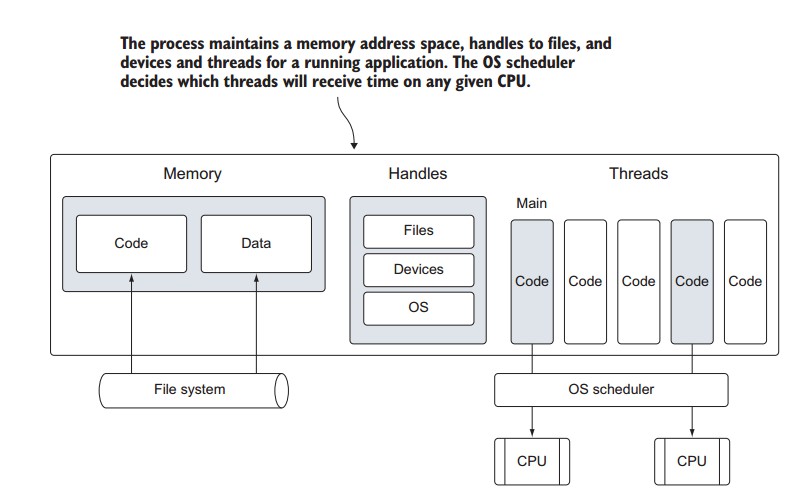 The process maintains a memory address space, handles to files, and
devices and threads for a running application. The OS scheduler
decides which threads will receive time on any given CPU.
Memory
Handles
Threads
Main
Code
Data
Files
Devices
OS
Code
Code
Code
Code
Code
File system
OS scheduler
CPU
CPU